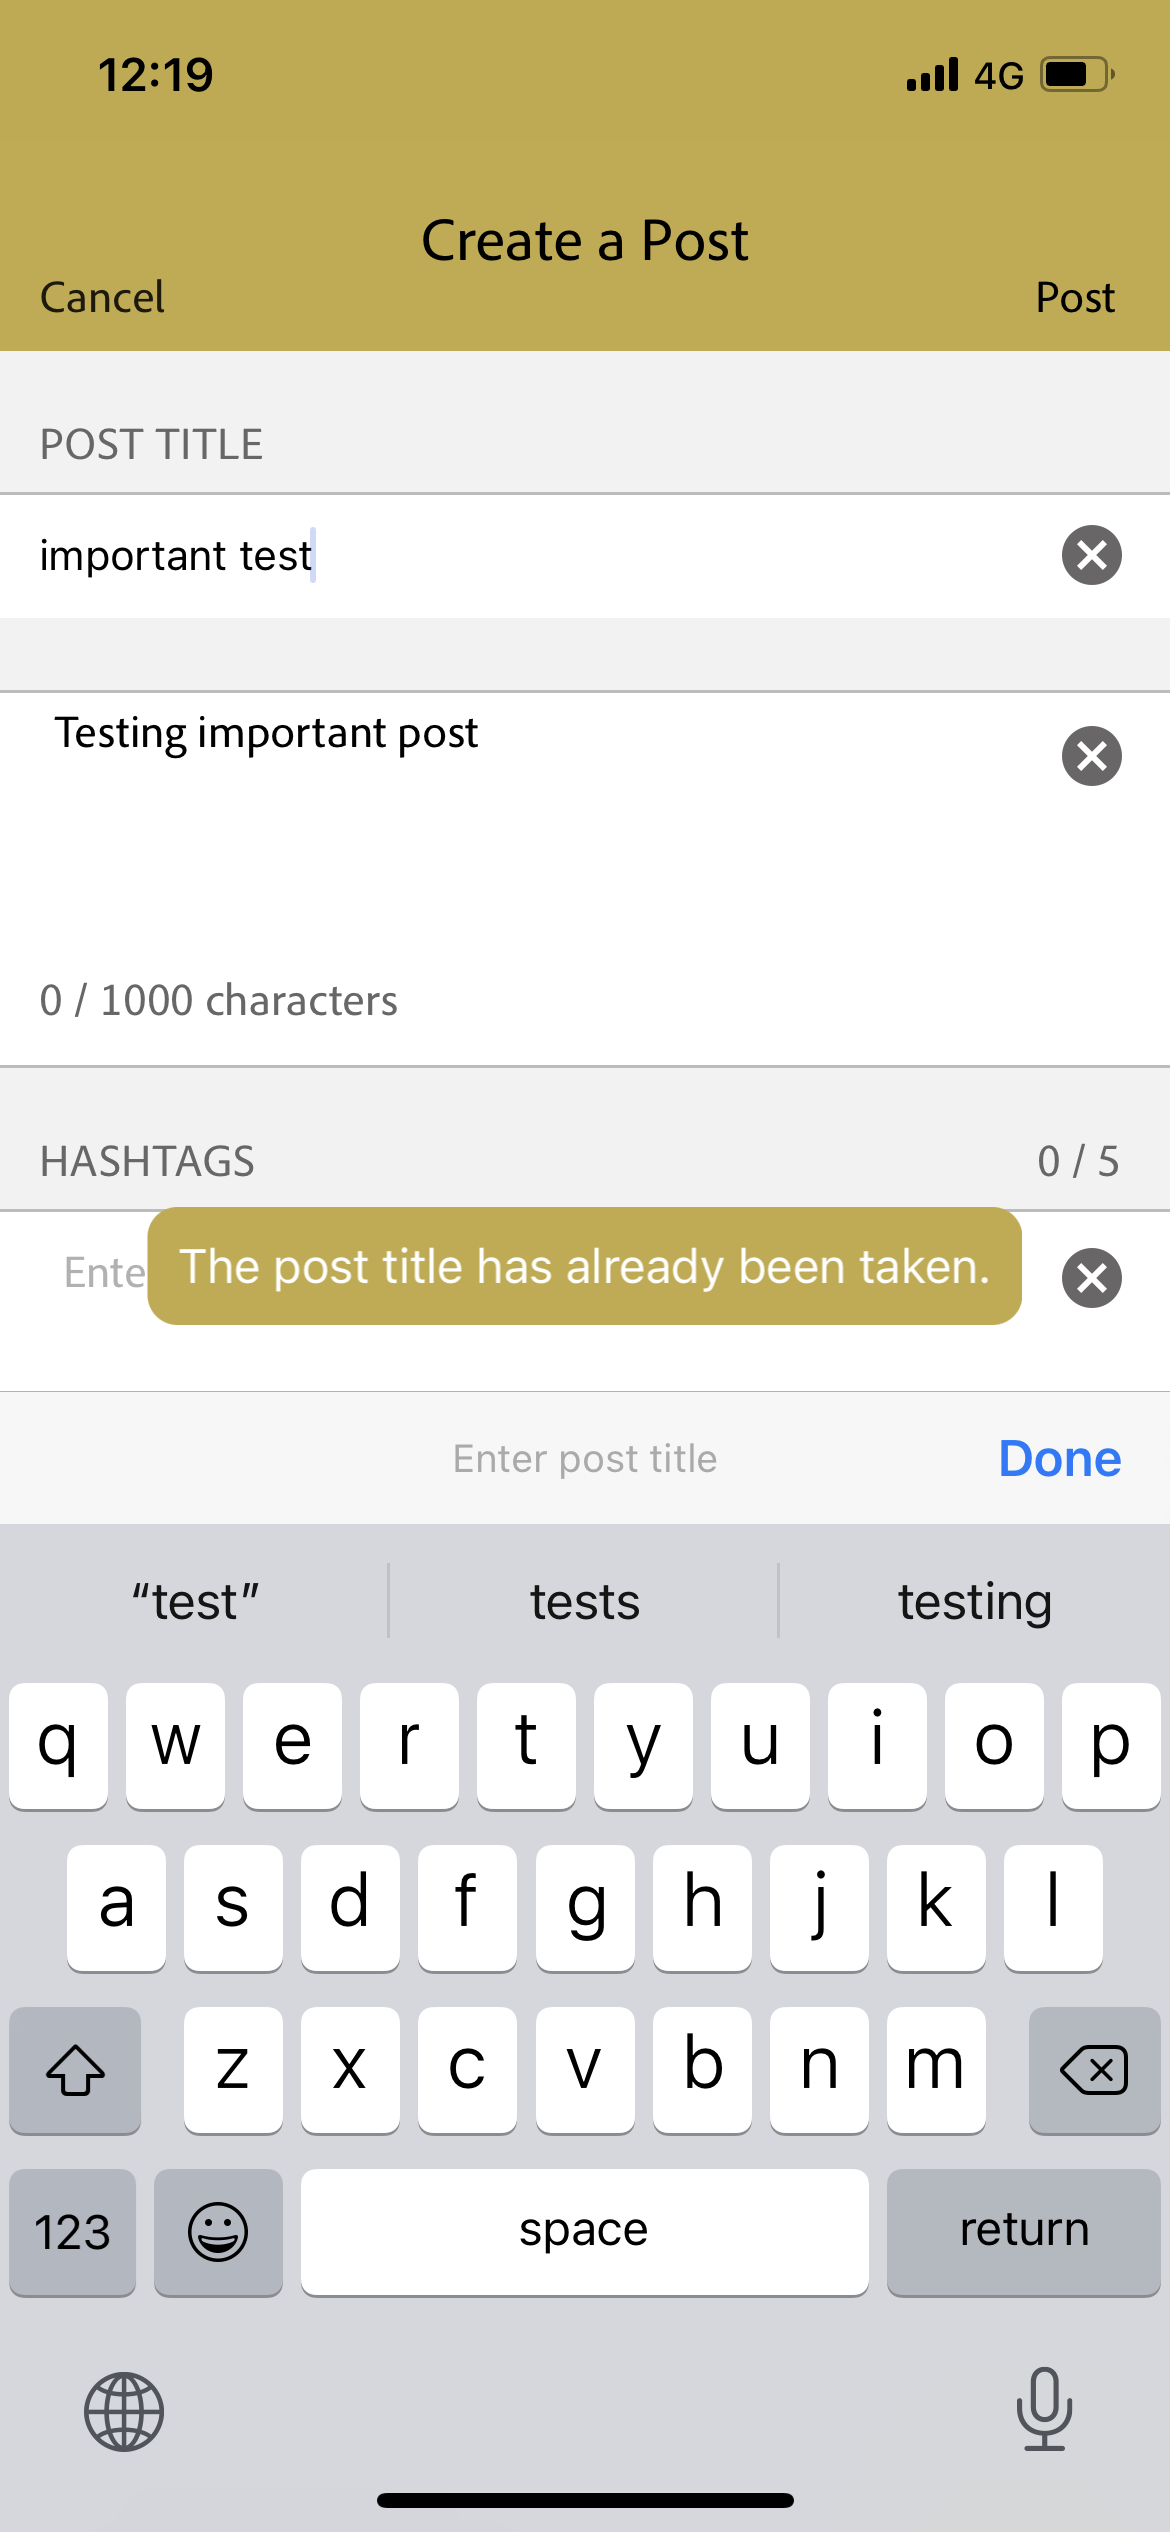 12:19
4G
Create a Post
Cancel
Post
POST TITLE
important test
Testing important post
0 / 1000 characters
HASHTAGS
0 / 5
Ente
The post title has already been taken.
Enter post title
Done
“test”
tests
testing
q w e r t y u i o p
a s d f g h j k l
z x c v b n m
123
space
return